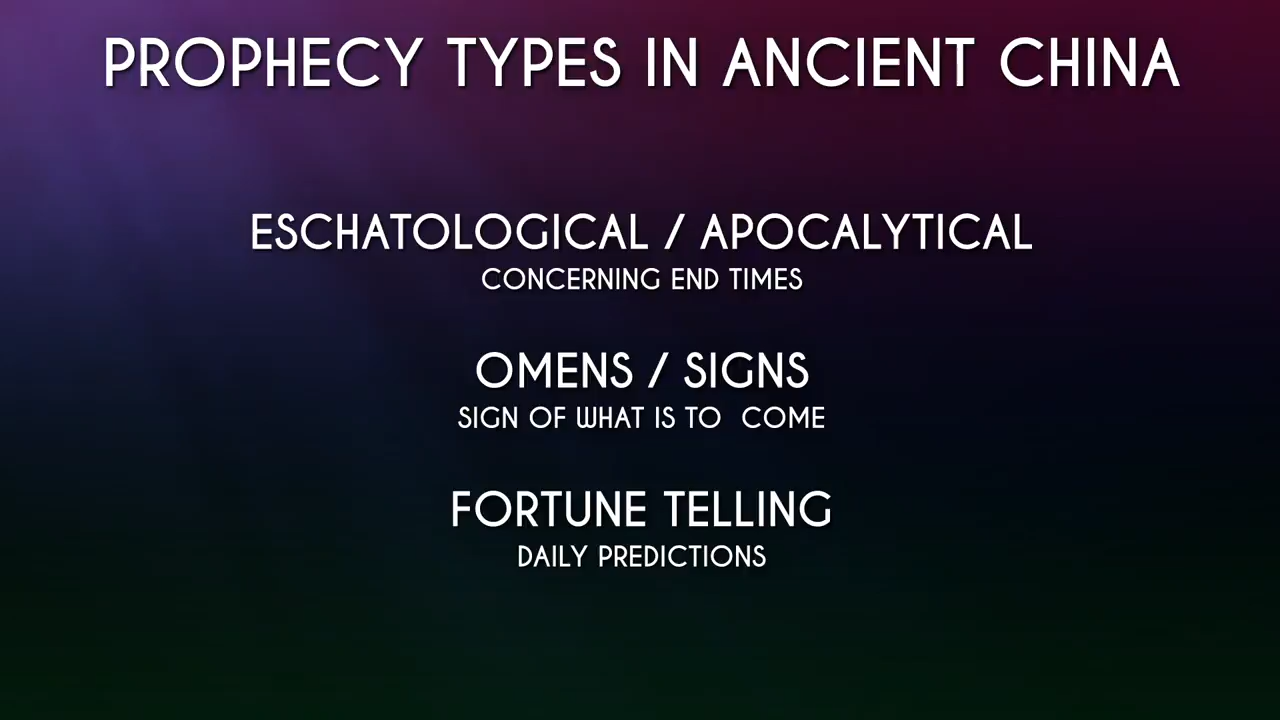 PROPHECY TYPES IN ANCIENT CHINA
ESCHATOLOGICAL / APOCALYTICAL
CONCERNING END TIMES
OMENS / SIGNS
SIGN OF WHAT IS TO  COME
FORTUNE TELLING
DAILY PREDICTIONS